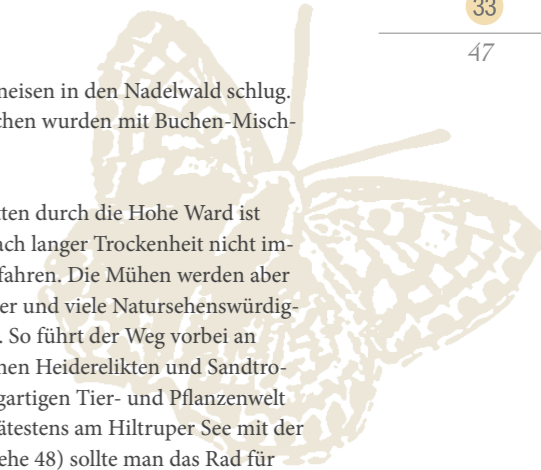 33
47
neisen in den Nadelwald schlug.
chen wurden mit Buchen-Misch-
tten durch die Hohe Ward ist
ach langer Trockenheit nicht im-
fahren. Die Mühen werden aber
er und viele Natursehenswürdig-
. So führt der Weg vorbei an
nen Heiderelikten und Sandtro-
gartigen Tier- und Pflanzenwelt
ätestens am Hiltruper See mit der
ehe 48) sollte man das Rad für